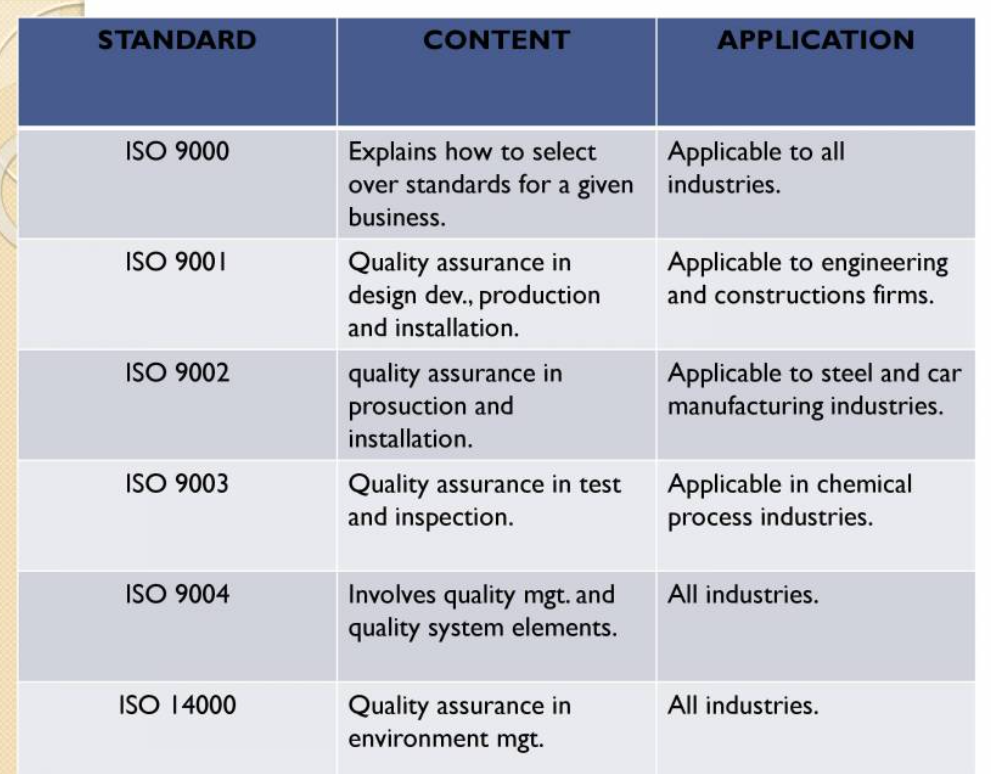 STANDARD CONTENT APPLICATION
ISO 9000 Explains how to select Applicable to all
over standards for a given industries.
business.
ISO 9001 Quality assurance in Applicable to engineering
design dev., production and constructions firms.
and installation.
ISO 9002 quality assurance in Applicable to steel and car
prosuction and manufacturing industries.
installation.
ISO 9003 Quality assurance in test Applicable in chemical
and inspection. process industries.
ISO 9004 Involves quality mgt. and All industries.
quality system elements.
ISO 14000 Quality assurance in All industries.
environment mgt.